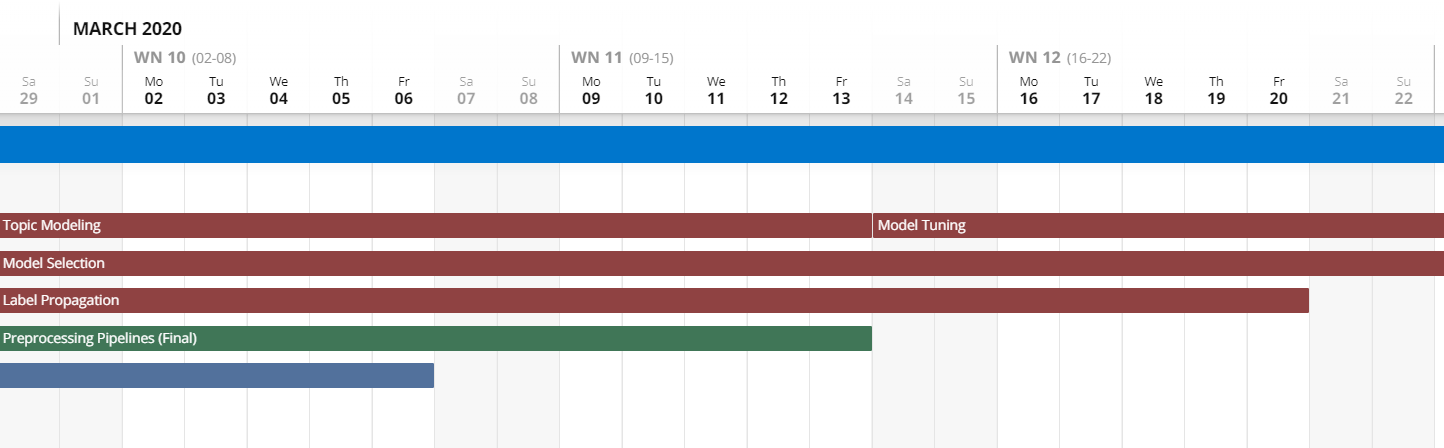 MARCH 2020
WN 10 (02-08) WN 11 (09-15) WN 12 (16-22)
Sa Su Mo Tu We Th Fr Sa Su Mo Tu We Th Fr Sa Su Mo Tu We Th Fr Sa Su
29 01 02 03 04 05 06 07 08 09 10 11 12 13 14 15 16 17 18 19 20 21 22
Topic Modeling Model Tuning
Model Selection
Label Propagation
Preprocessing Pipelines (Final)